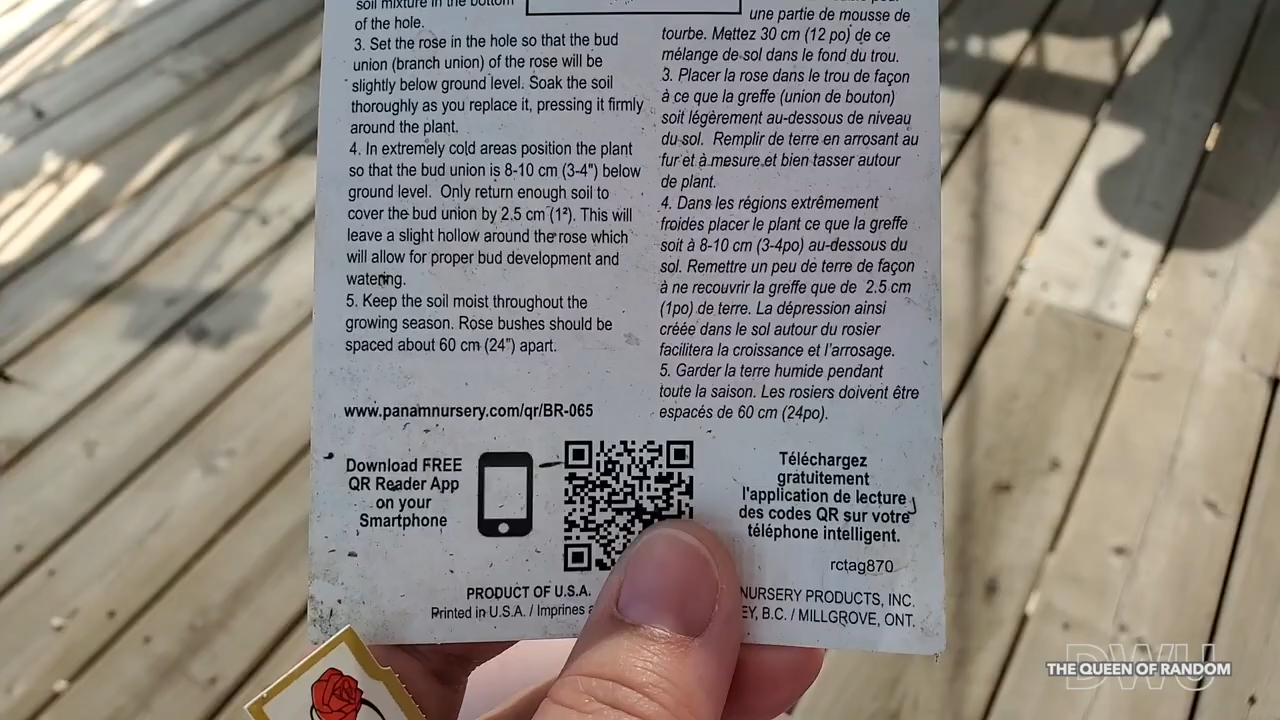 soil mixture in the bottom
of the hole.
3. Set the rose in the hole so that the bud
union (branch union) of the rose will be
slightly below ground level. Soak the soil
thoroughly as you replace it, pressing it firmly
around the plant.
4. In extremely cold areas position the plant
so that the bud union is 8-10 cm (3-4") below
ground level. Only return enough soil to
cover the bud union by 2.5 cm (1²). This will
leave a slight hollow around the rose which
will allow for proper bud development and
watering.
5. Keep the soil moist throughout the
growing season. Rose bushes should be
spaced about 60 cm (24") apart.
www.panamnursery.com/qr/BR-065
Download FREE
QR Reader App
on your
Smartphone
une partie de mousse de
tourbe. Mettez 30 cm (12 po) de ce
mélange de sol dans le fond du trou.
3. Placer la rose dans le trou de façon
à ce que la greffe (union de bouton)
soit légèrement au-dessous de niveau
du sol. Remplir de terre en arrosant au
fur et à mesure et bien tasser autour
de plant.
4. Dans les régions extrêmement
froides placer le plant ce que la greffe
soit à 8-10 cm (3-4po) au-dessous du
sol. Remettre un peu de terre de façon
à ne recouvrir la greffe que de 2.5 cm
(1po) de terre. La dépression ainsi
créée dans le sol autour du rosier
facilitera la croissance et l'arrosage.
5. Garder la terre humide pendant
toute la saison. Les rosiers doivent être
espacés de 60 cm (24po).
Téléchargez
gratuitement
l'application de lecture
des codes QR sur votre
téléphone intelligent.
rctag870
PRODUCT OF U.S.A.
Printed in U.S.A. / Imprines
NURSERY PRODUCTS, INC.
B.C. / MILLGROVE, ONT.
DWU
THE QUEEN OF RANDOM